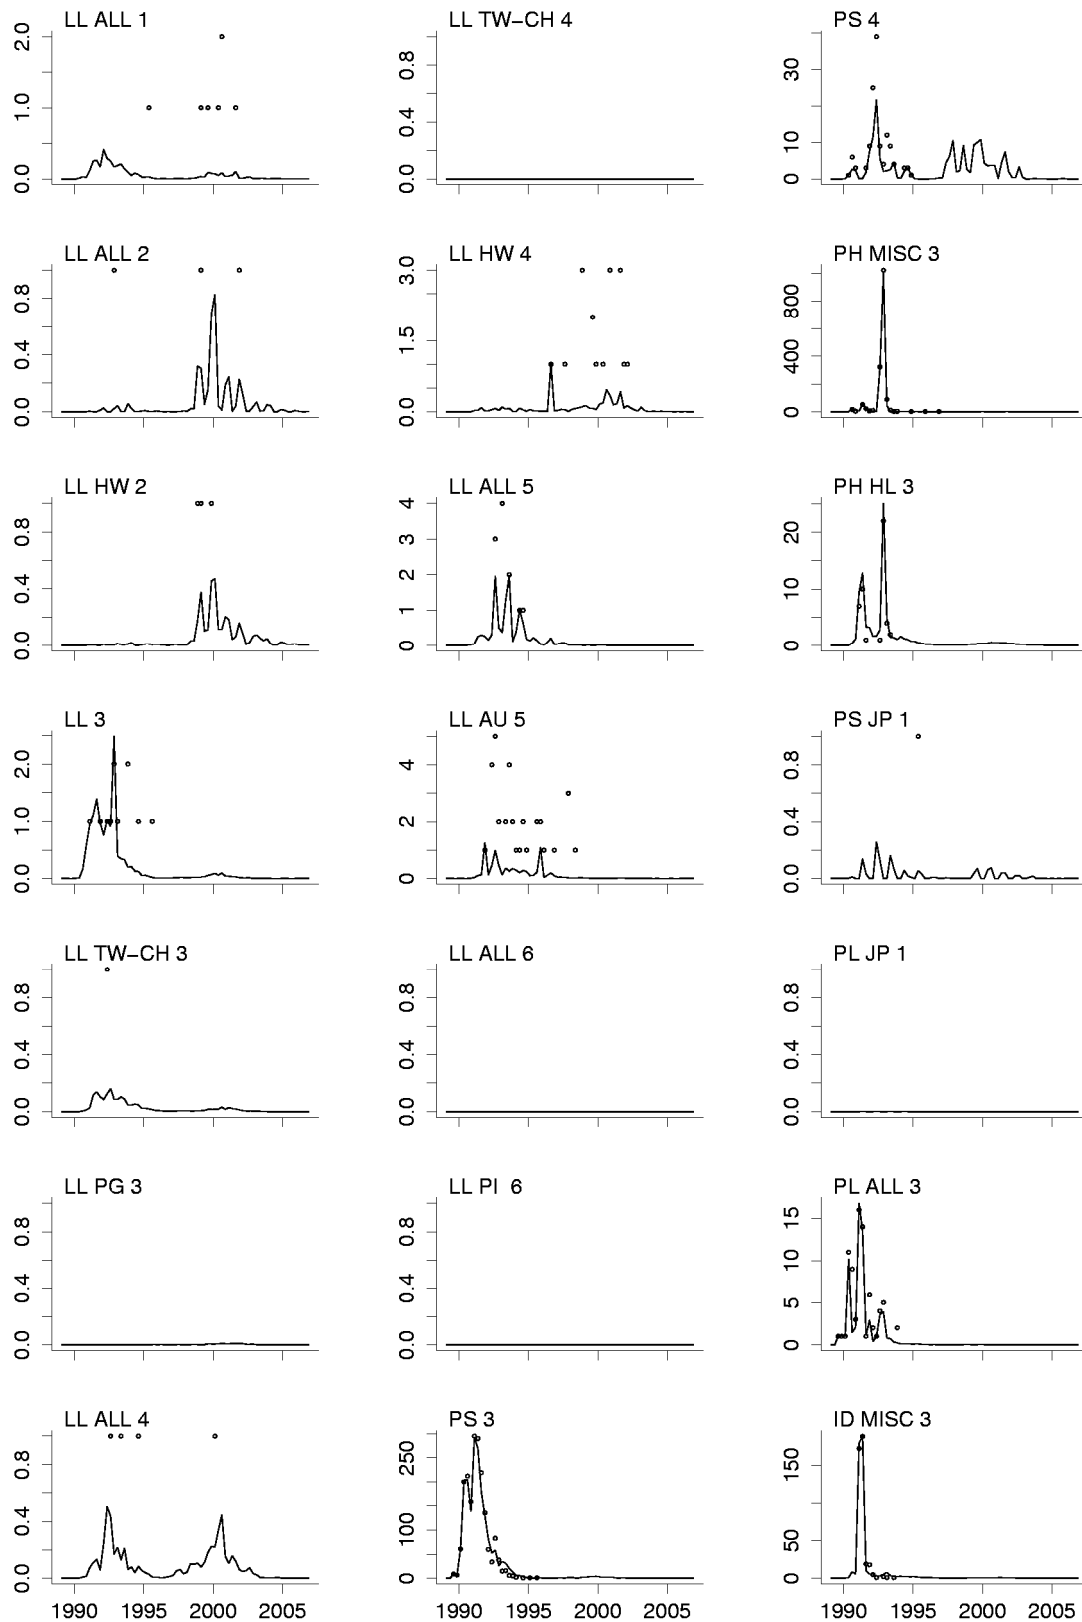 LL ALL 1
0.0 1.0 2.0
LL TW−CH 4
0.0 0.4 0.8
PS 4
0 10 30
LL ALL 2
0.0 0.4 0.8
LL HW 4
0.0 1.5 3.0
PH MISC 3
0 400 800
LL HW 2
0.0 0.4 0.8
LL ALL 5
0 1 2 3 4
PH HL 3
0 10 20
LL 3
0.0 1.0 2.0
LL AU 5
0 2 4
PS JP 1
0.0 0.4 0.8
LL TW−CH 3
0.0 0.4 0.8
LL ALL 6
0.0 0.4 0.8
PL JP 1
0.0 0.4 0.8
LL PG 3
0.0 0.4 0.8
LL PI 6
0.0 0.4 0.8
PL ALL 3
0 5 10 15
LL ALL 4
0.0 0.4 0.8
1990 1995 2000 2005
PS 3
0 100 250
1990 1995 2000 2005
ID MISC 3
0 50 150
1990 1995 2000 2005